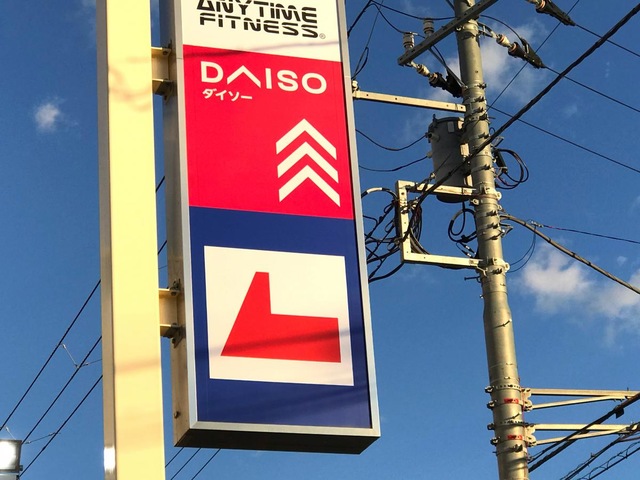 ANYTIME
FITNESS®
DAISO
ダイソー